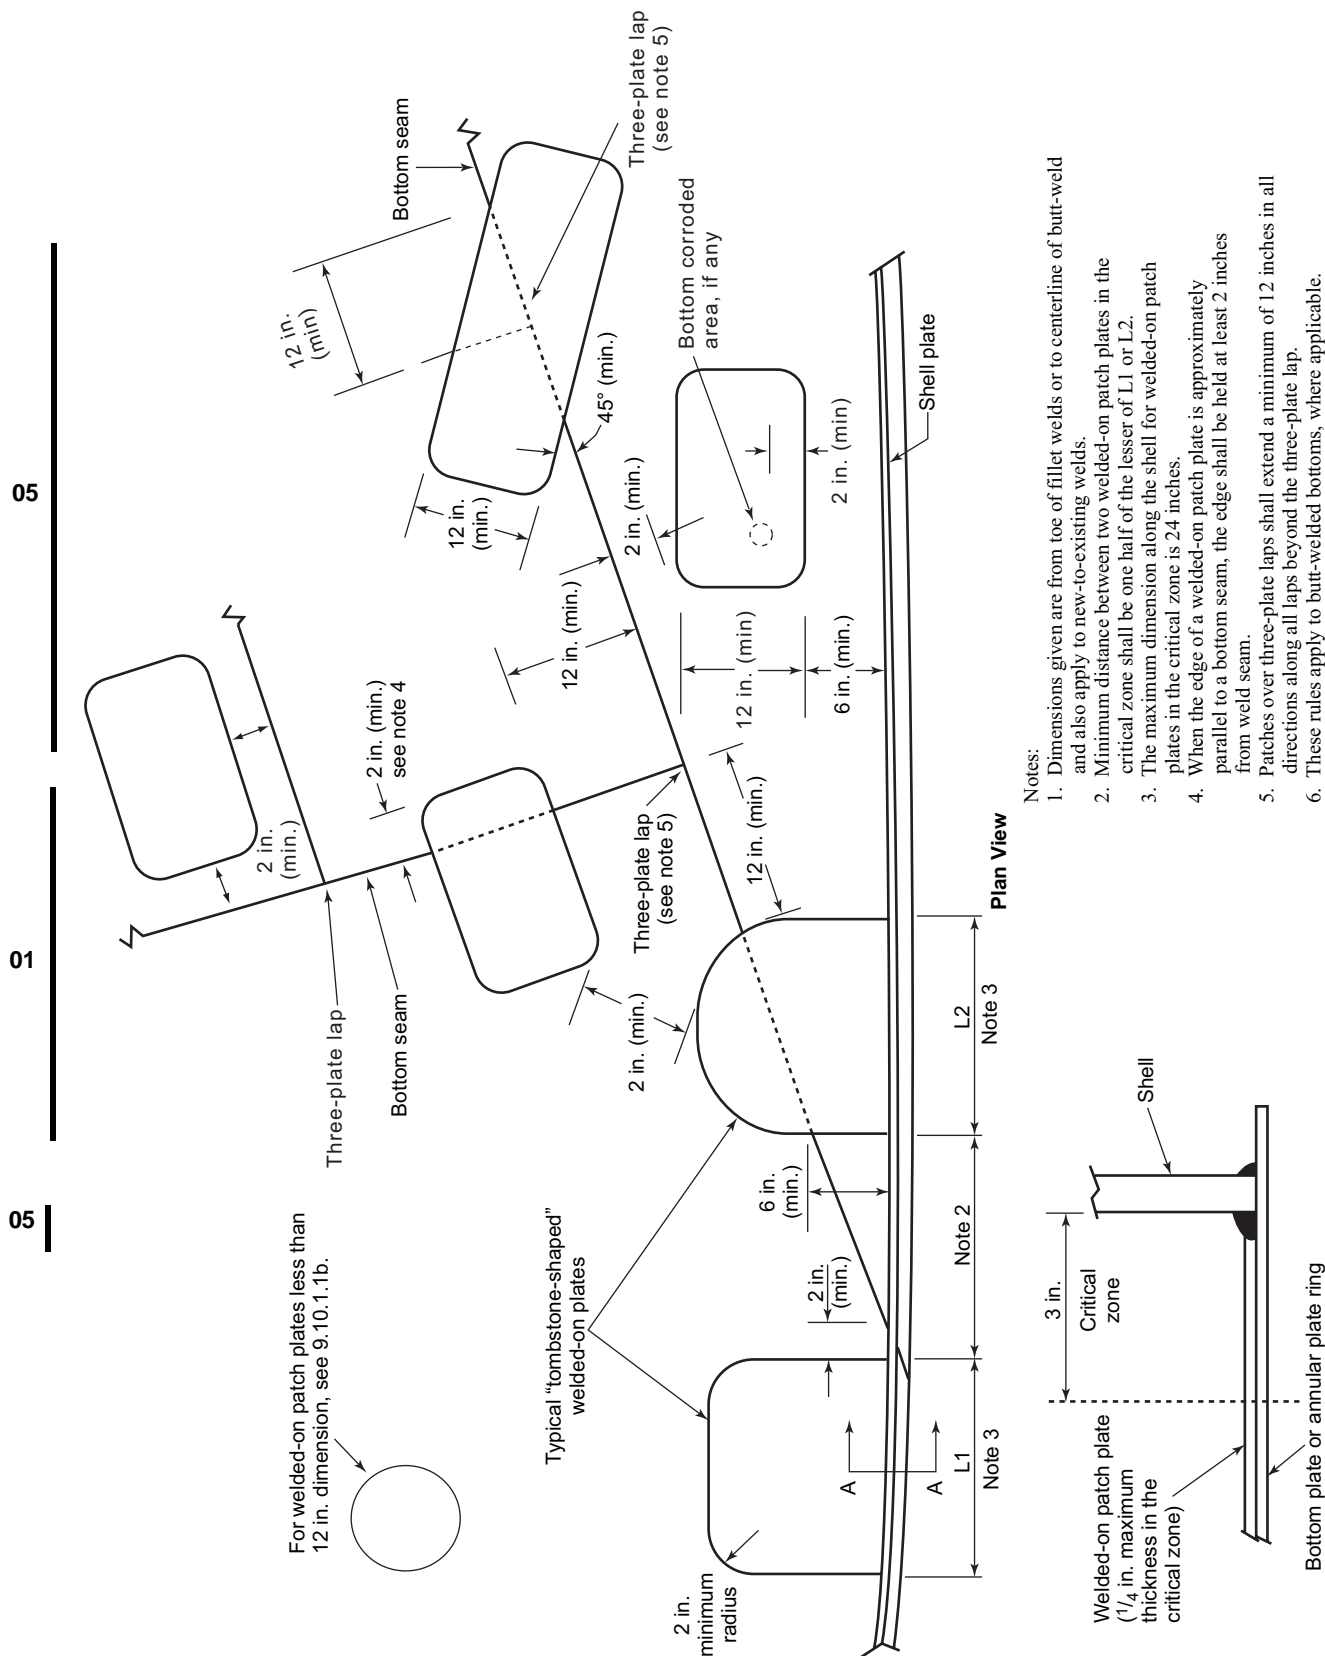 05
01
05
Bottom seam
12 in.
(min)
Three-plate lap
(see note 5)
45° (min.)
12 in.
(min.)
Bottom corroded
area, if any
2 in. (min.)
2 in. (min)
12 in. (min.)
12 in. (min)
6 in. (min.)
Shell plate
2 in.
(min.)
2 in. (min.)
see note 4
Three-plate lap
Bottom seam
2 in. (min.)
Three-plate lap
(see note 5)
12 in. (min.)
For welded-on patch plates less than
12 in. dimension, see 9.10.1.1b.
Typical “tombstone-shaped”
welded-on plates
6 in.
(min.)
2 in.
(min.)
2 in.
minimum
radius
A
A
L1
Note 3
Note 2
L2
Note 3
Plan View
Welded-on patch plate
(1/4 in. maximum
thickness in the
critical zone)
3 in.
Critical
zone
Shell
Bottom plate or annular plate ring
Notes:
1. Dimensions given are from toe of fillet welds or to centerline of butt-weld
and also apply to new-to-existing welds.
2. Minimum distance between two welded-on patch plates in the
critical zone shall be one half of the lesser of L1 or L2.
3. The maximum dimension along the shell for welded-on patch
plates in the critical zone is 24 inches.
4. When the edge of a welded-on patch plate is approximately
parallel to a bottom seam, the edge shall be held at least 2 inches
from weld seam.
5. Patches over three-plate laps shall extend a minimum of 12 inches in all
directions along all laps beyond the three-plate lap.
6. These rules apply to butt-welded bottoms, where applicable.